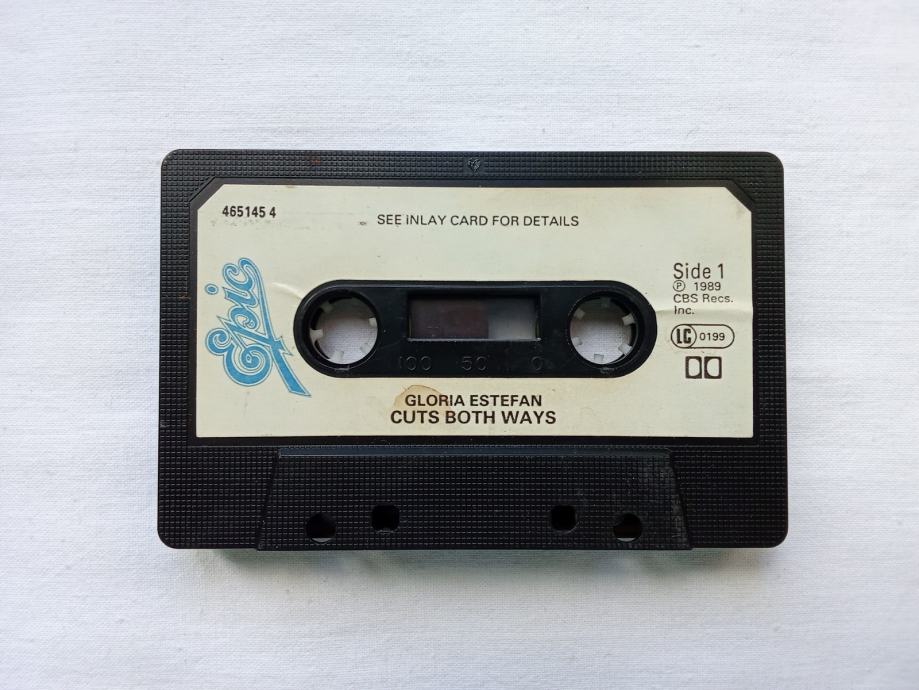 465145 4
SEE INLAY CARD FOR DETAILS
Epic
Side 1
Ⓟ 1989
CBS Recs.
Inc.
LC 0199
100 50 0
GLORIA ESTEFAN
CUTS BOTH WAYS